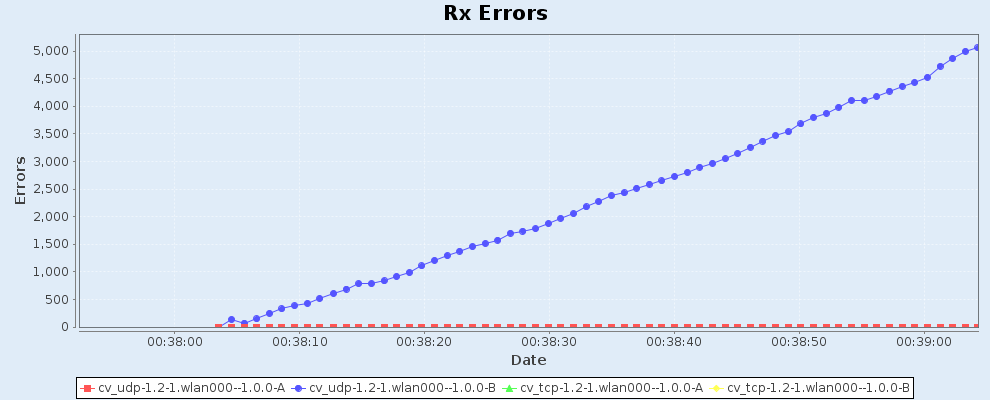 Rx Errors
Errors
5,000
4,500
4,000
3,500
3,000
2,500
2,000
1,500
1,000
500
0
00:38:00 00:38:10 00:38:20 00:38:30 00:38:40 00:38:50 00:39:00
Date
cv_udp-1.2-1.wlan000--1.0.0-A cv_udp-1.2-1.wlan000--1.0.0-B cv_tcp-1.2-1.wlan000--1.0.0-A cv_tcp-1.2-1.wlan000--1.0.0-B